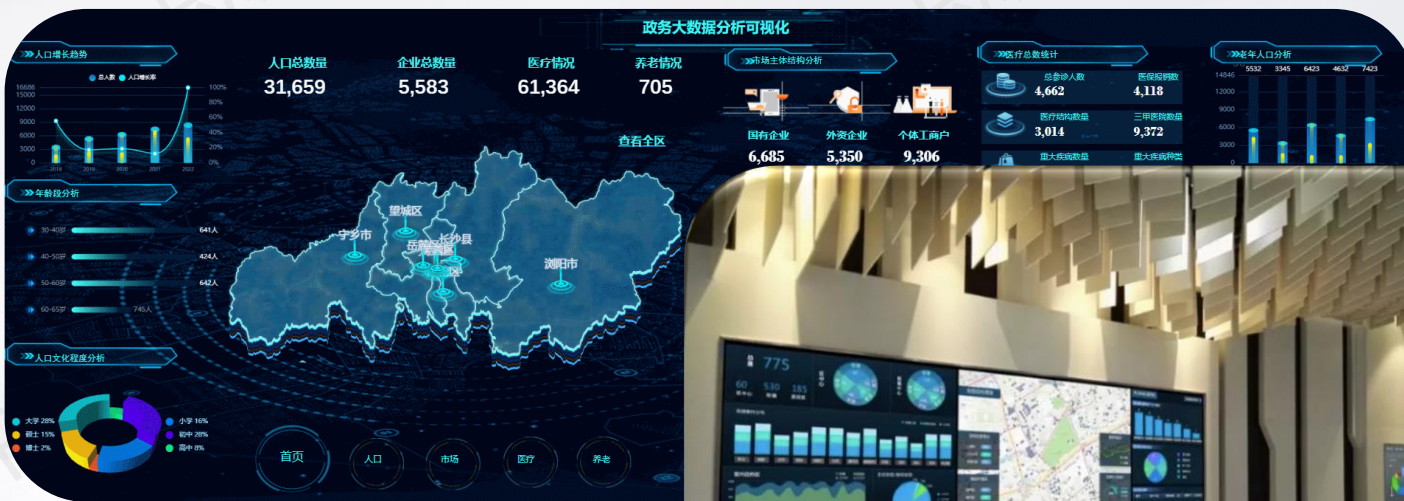 政务大数据分析可视化
人口增长趋势
总人数 人口增长率
16686
15000
9000
6000
3000
0
100%
80%
60%
40%
20%
0%
2018 2019 2020 2021 2022
人口总数量
31,659
企业总数量
5,583
医疗情况
61,364
养老情况
705
查看全区
市场主体结构分析
国有企业
6,685
外资企业
5,350
个体工商户
9,306
医疗总数统计
总参诊人数
4,662
医保报销数
4,118
医疗结构数量
3,014
三甲医院数量
9,372
重大疾病数量
重大疾病种类
老年人口分析
5532 3345 6423 4632 7423
14846
12000
9000
6000
3000
0
年龄段分析
30-40岁 641人
40-50岁 424人
50-60岁 642人
60-65岁 745人
望城区
宁乡市
长沙县
浏阳市
人口文化程度分析
大学 28%
硕士 15%
博士 2%
小学 16%
初中 28%
高中 8%
首页
人口
市场
医疗
养老
775
60
530
185